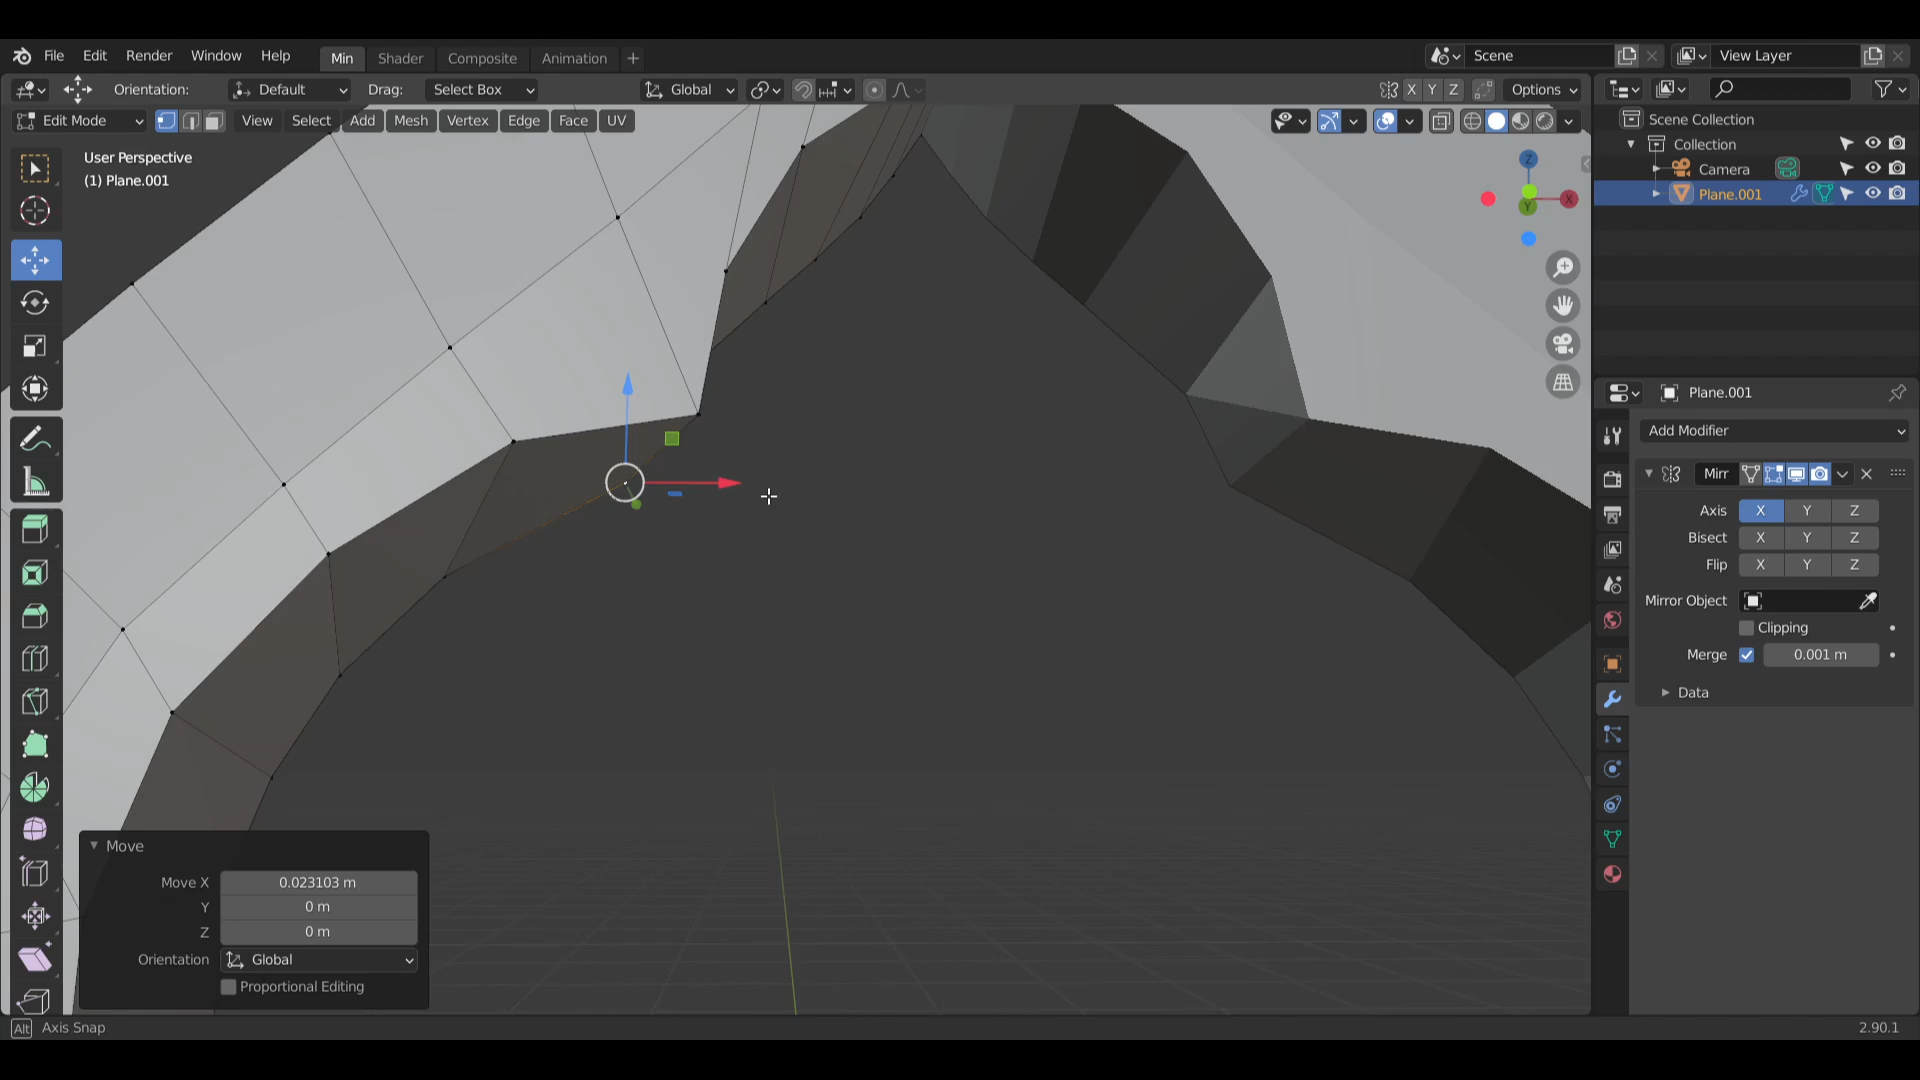 File Edit Render Window Help Min Shader Composite Animation + Scene View Layer
Orientation: Default Drag: Select Box Global X Y Z Options
Edit Mode View Select Add Mesh Vertex Edge Face UV
User Perspective
(1) Plane.001
Z
X
Y
Scene Collection
Collection
Camera
Plane.001
Plane.001
Add Modifier
Mirr
Axis X Y Z
Bisect X Y Z
Flip X Y Z
Mirror Object
Clipping
Merge 0.001 m
Data
Move
Move X 0.023103 m
Y 0 m
Z 0 m
Orientation Global
Proportional Editing
Alt Axis Snap 2.90.1